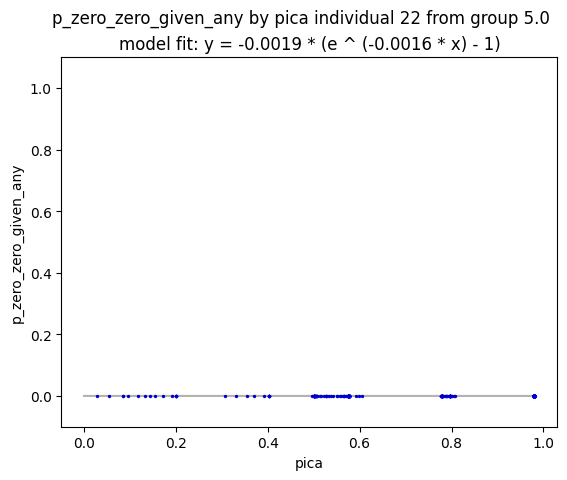 p_zero_zero_given_any by pica individual 22 from group 5.0
model fit: y = -0.0019 * (e ^ (-0.0016 * x) - 1)
1.0
0.8
0.6
0.4
0.2
0.0
p_zero_zero_given_any
0.0 0.2 0.4 0.6 0.8 1.0
pica